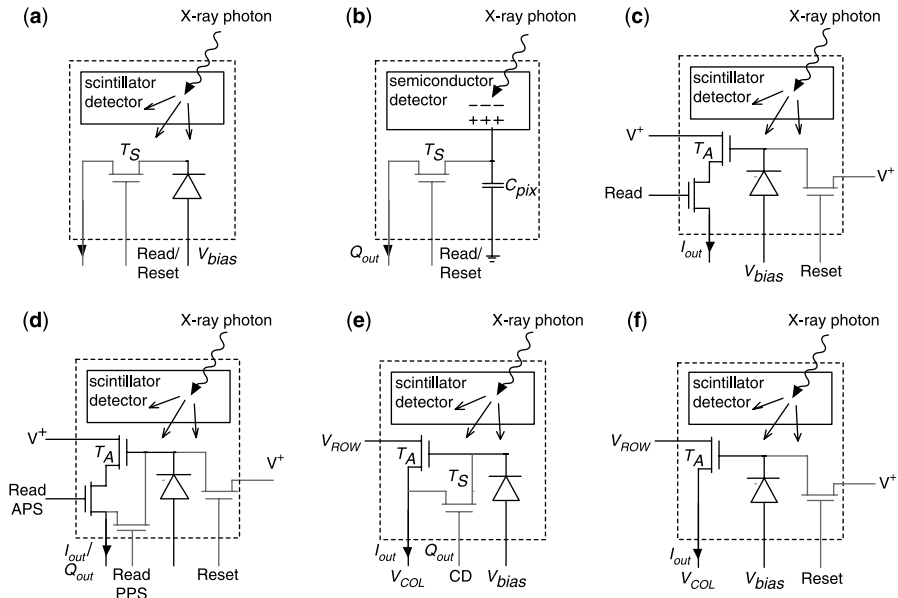 (a)
X-ray photon
scintillator
detector
T_S
Read/
Reset
V_bias
(b)
X-ray photon
semiconductor
detector
− − −
+ + +
T_S
C_pix
Q_out
Read/
Reset
(c)
X-ray photon
scintillator
detector
V+
T_A
V+
Read
I_out
V_bias
Reset
(d)
X-ray photon
scintillator
detector
V+
T_A
V+
Read
APS
I_out/
Q_out
Read
PPS
Reset
(e)
X-ray photon
scintillator
detector
V_ROW
T_A
T_S
I_out
Q_out
V_COL
CD
V_bias
(f)
X-ray photon
scintillator
detector
V_ROW
T_A
V+
I_out
V_COL
V_bias
Reset